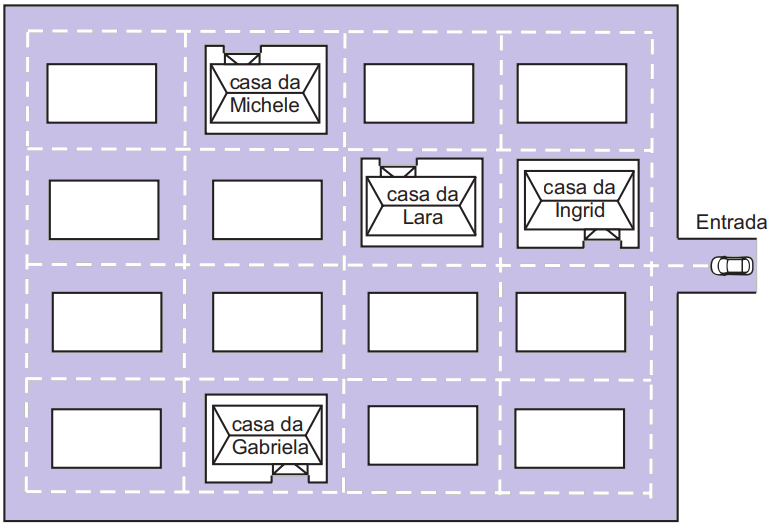 casa da
Michele
casa da
Lara
casa da
Ingrid
Entrada
casa da
Gabriela